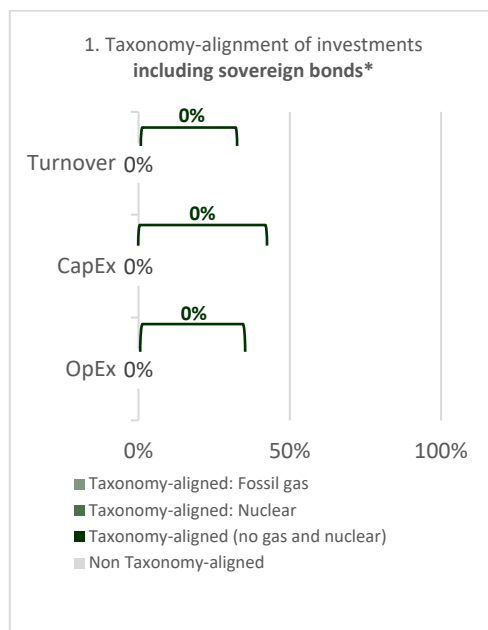 1. Taxonomy-alignment of investments
including sovereign bonds*
0%
Turnover 0%
0%
CapEx 0%
0%
OpEx 0%
0% 50% 100%
Taxonomy-aligned: Fossil gas
Taxonomy-aligned: Nuclear
Taxonomy-aligned (no gas and nuclear)
Non Taxonomy-aligned